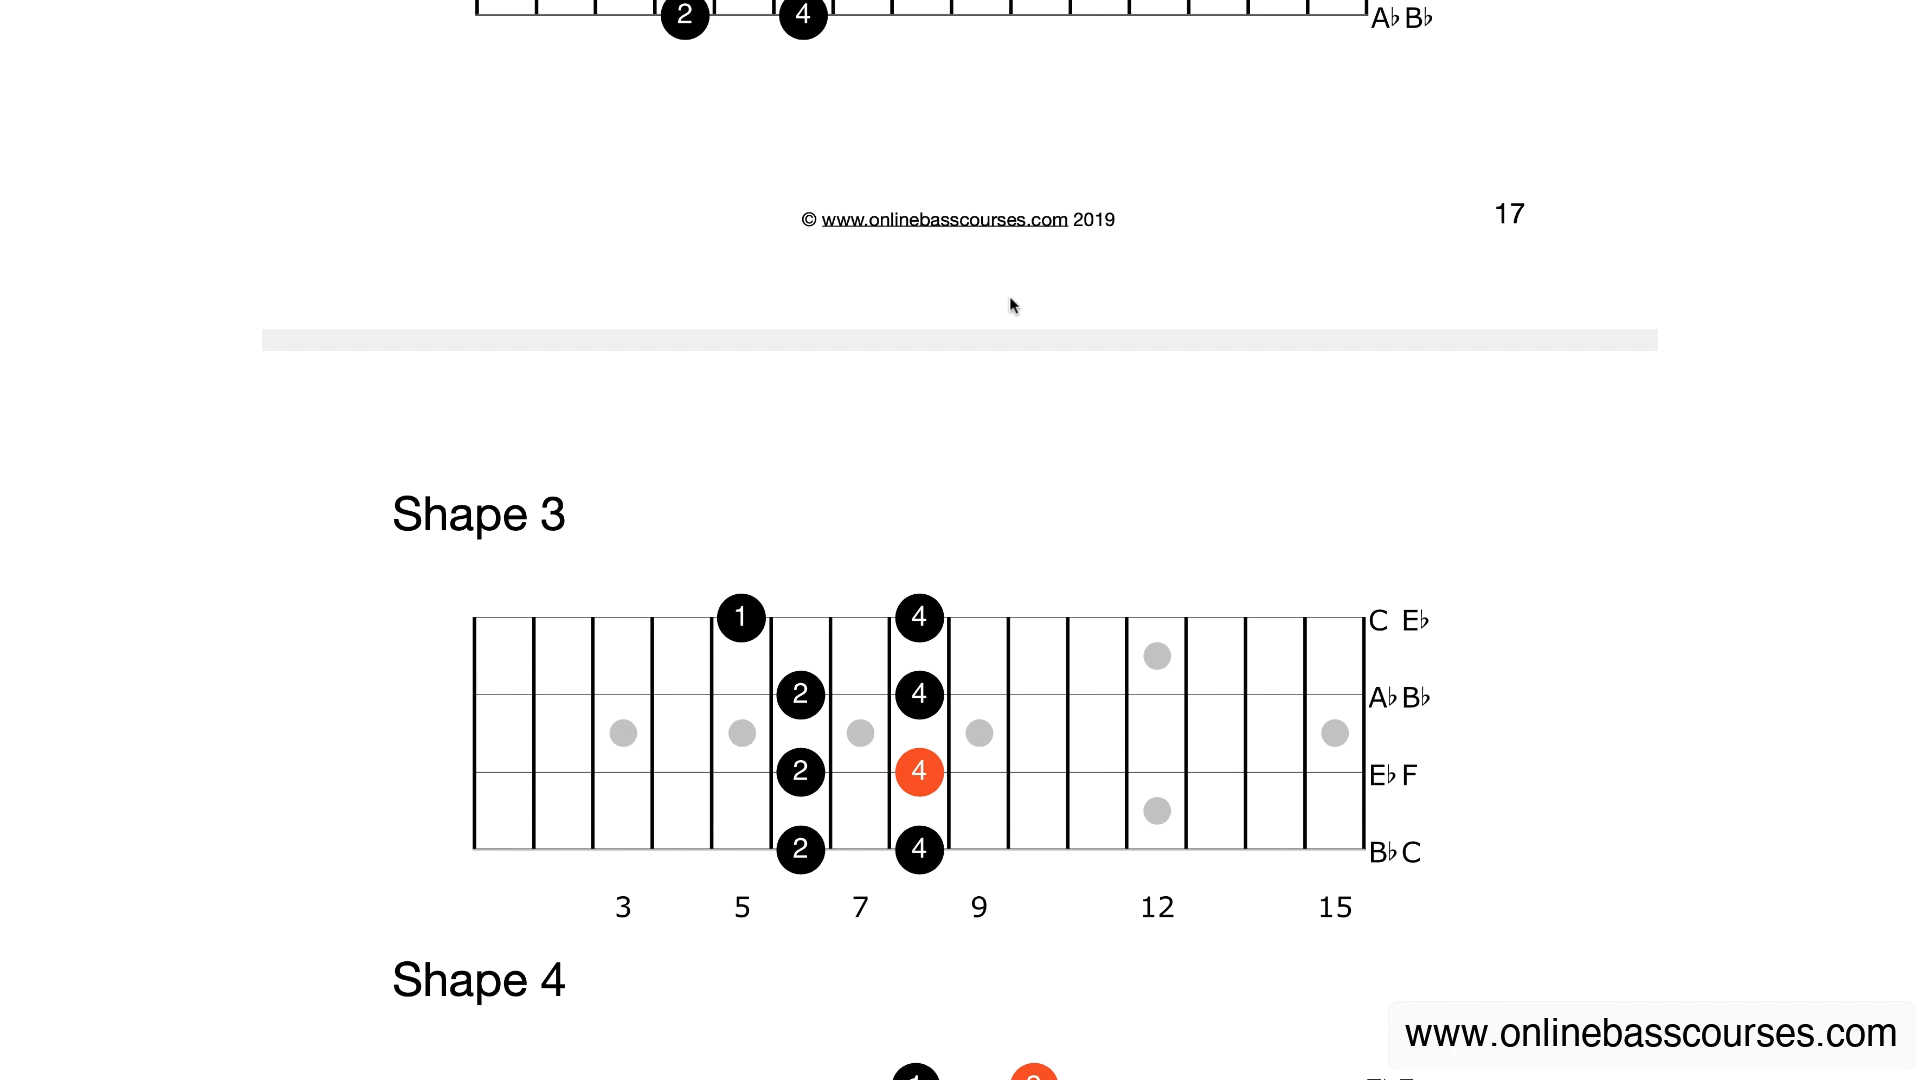 2 4 A♭ B♭
© www.onlinebasscourses.com 2019
17
Shape 3
1 4 C E♭
2 4 A♭ B♭
2 4 E♭ F
2 4 B♭ C
3 5 7 9 12 15
Shape 4
www.onlinebasscourses.com